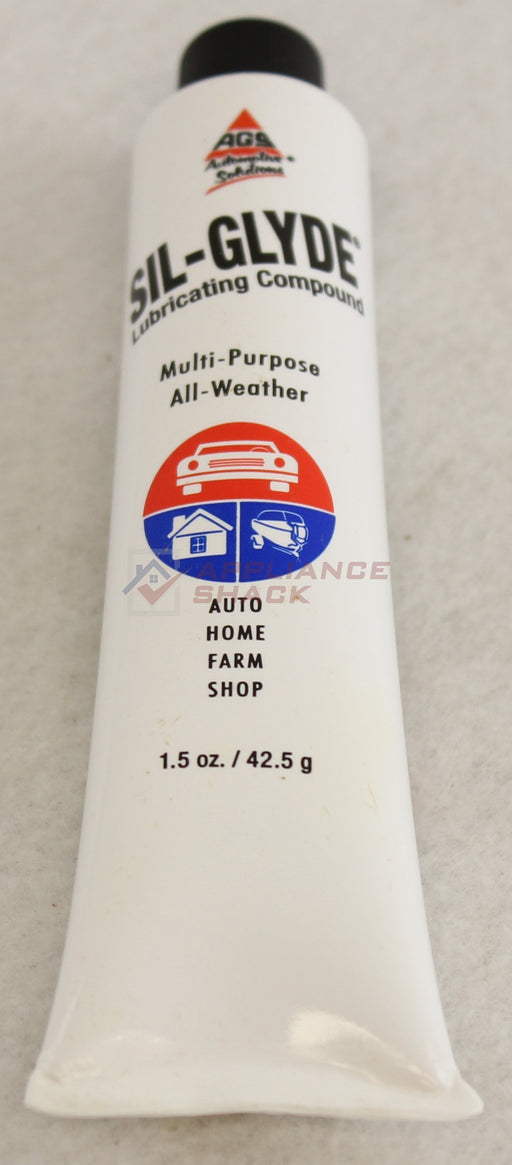 AGS
Automotive
Solutions
SIL-GLYDE®
Lubricating Compound
Multi-Purpose
All-Weather
APPLIANCE
SHACK
AUTO
HOME
FARM
SHOP
1.5 oz. / 42.5 g